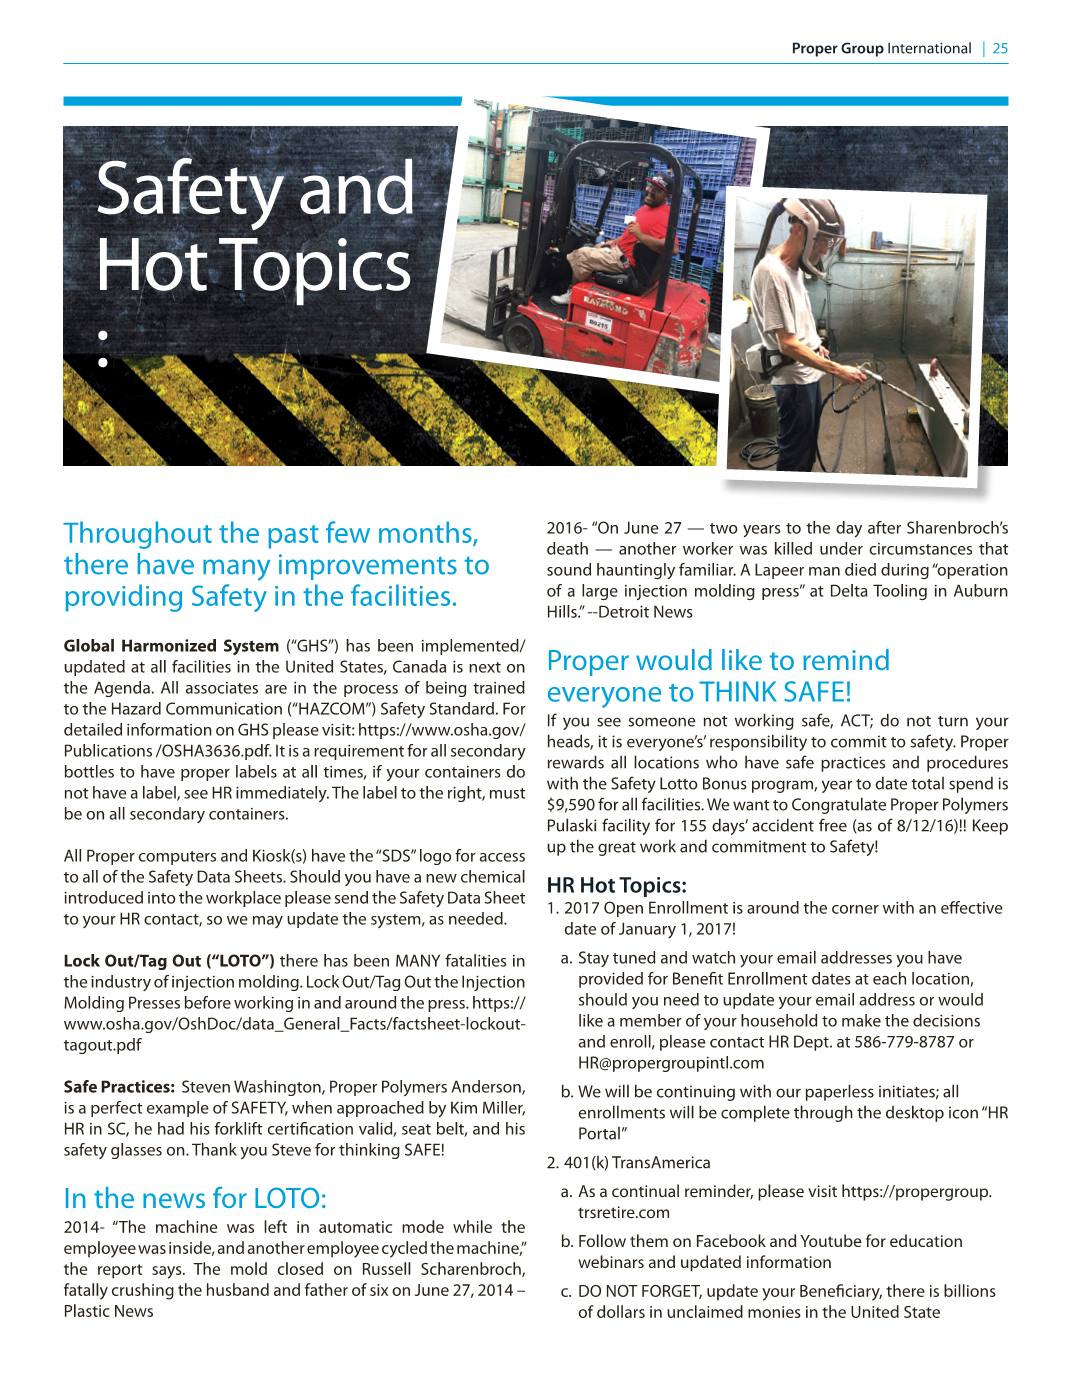 Proper Group International | 25
Safety and
Hot Topics
:
RAYMOND
Throughout the past few months,
there have many improvements to
providing Safety in the facilities.
Global Harmonized System (“GHS”) has been implemented/
updated at all facilities in the United States, Canada is next on
the Agenda. All associates are in the process of being trained
to the Hazard Communication (“HAZCOM”) Safety Standard. For
detailed information on GHS please visit: https://www.osha.gov/
Publications /OSHA3636.pdf. It is a requirement for all secondary
bottles to have proper labels at all times, if your containers do
not have a label, see HR immediately. The label to the right, must
be on all secondary containers.
All Proper computers and Kiosk(s) have the “SDS” logo for access
to all of the Safety Data Sheets. Should you have a new chemical
introduced into the workplace please send the Safety Data Sheet
to your HR contact, so we may update the system, as needed.
Lock Out/Tag Out (“LOTO”) there has been MANY fatalities in
the industry of injection molding. Lock Out/Tag Out the Injection
Molding Presses before working in and around the press. https://
www.osha.gov/OshDoc/data_General_Facts/factsheet-lockout-
tagout.pdf
Safe Practices: Steven Washington, Proper Polymers Anderson,
is a perfect example of SAFETY, when approached by Kim Miller,
HR in SC, he had his forklift certification valid, seat belt, and his
safety glasses on. Thank you Steve for thinking SAFE!
In the news for LOTO:
2014- “The machine was left in automatic mode while the
employee was inside, and another employee cycled the machine,”
the report says. The mold closed on Russell Scharenbroch,
fatally crushing the husband and father of six on June 27, 2014 –
Plastic News
2016- “On June 27 — two years to the day after Sharenbroch’s
death — another worker was killed under circumstances that
sound hauntingly familiar. A Lapeer man died during “operation
of a large injection molding press” at Delta Tooling in Auburn
Hills.” --Detroit News
Proper would like to remind
everyone to THINK SAFE!
If you see someone not working safe, ACT; do not turn your
heads, it is everyone’s’ responsibility to commit to safety. Proper
rewards all locations who have safe practices and procedures
with the Safety Lotto Bonus program, year to date total spend is
$9,590 for all facilities. We want to Congratulate Proper Polymers
Pulaski facility for 155 days’ accident free (as of 8/12/16)!! Keep
up the great work and commitment to Safety!
HR Hot Topics:
1. 2017 Open Enrollment is around the corner with an effective
date of January 1, 2017!
a. Stay tuned and watch your email addresses you have
provided for Benefit Enrollment dates at each location,
should you need to update your email address or would
like a member of your household to make the decisions
and enroll, please contact HR Dept. at 586-779-8787 or
HR@propergroupintl.com
b. We will be continuing with our paperless initiates; all
enrollments will be complete through the desktop icon “HR
Portal”
2. 401(k) TransAmerica
a. As a continual reminder, please visit https://propergroup.
trsretire.com
b. Follow them on Facebook and Youtube for education
webinars and updated information
c. DO NOT FORGET, update your Beneficiary, there is billions
of dollars in unclaimed monies in the United State